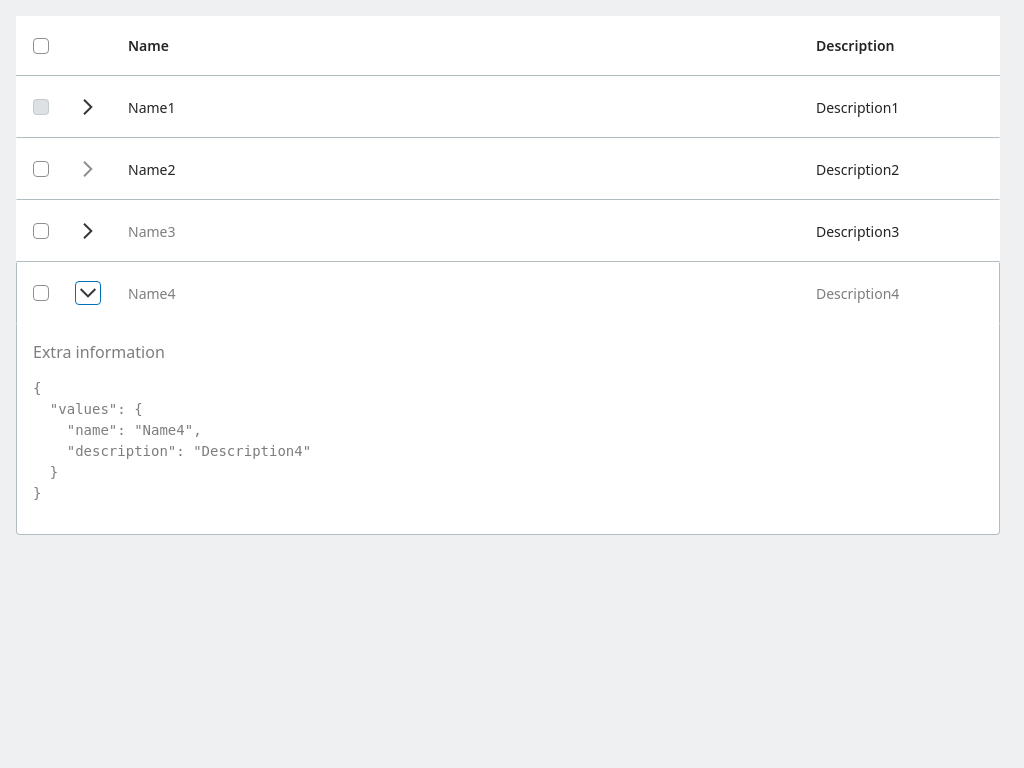 Name Description
Name1 Description1
Name2 Description2
Name3 Description3
Name4 Description4
Extra information
{
  "values": {
    "name": "Name4",
    "description": "Description4"
  }
}